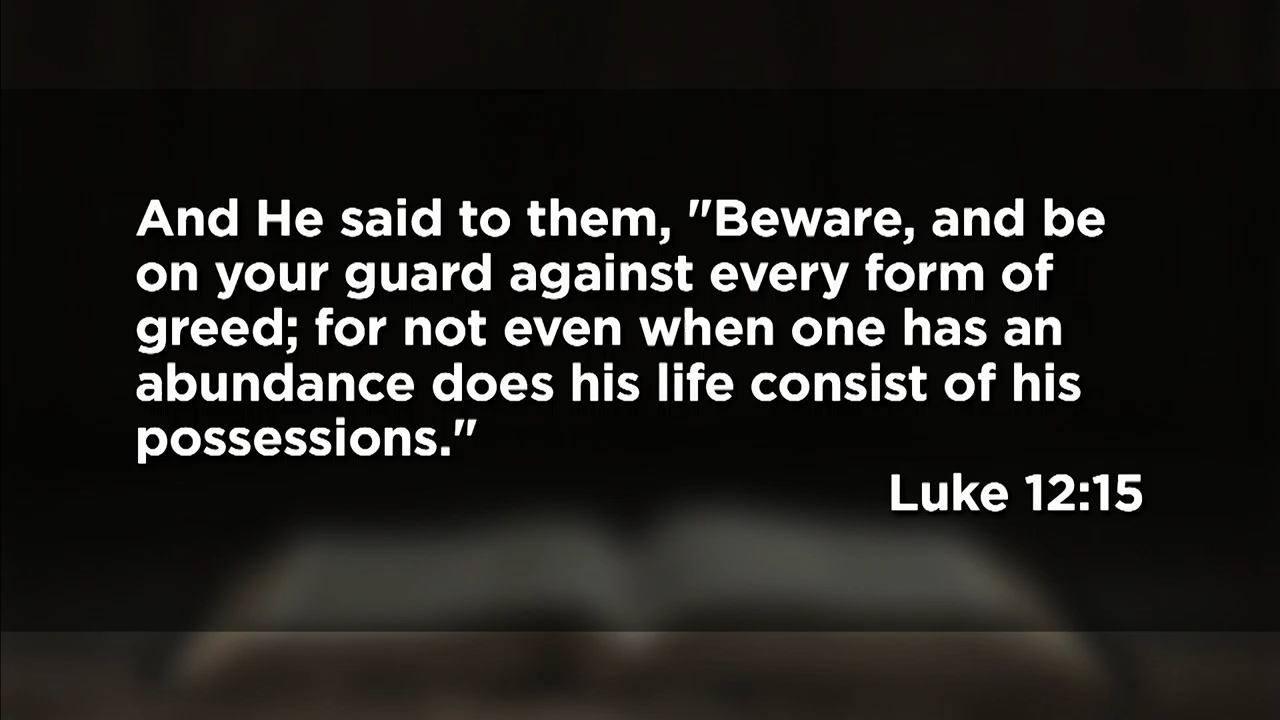 And He said to them, "Beware, and be
on your guard against every form of
greed; for not even when one has an
abundance does his life consist of his
possessions."
Luke 12:15